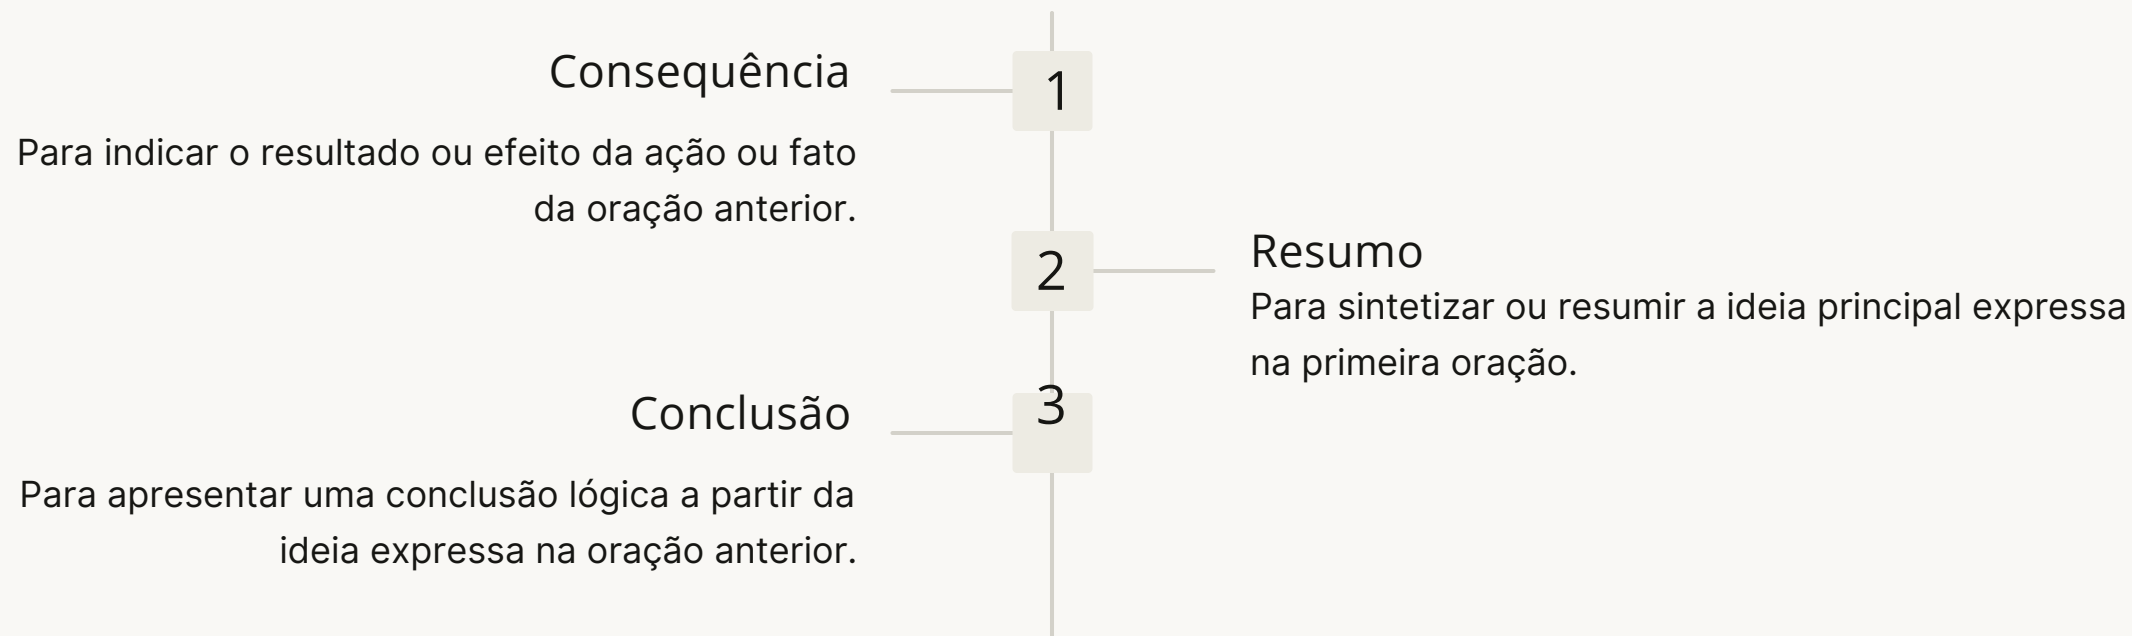 Consequência
1
Para indicar o resultado ou efeito da ação ou fato
da oração anterior.
2
Resumo
Para sintetizar ou resumir a ideia principal expressa
na primeira oração.
3
Conclusão
Para apresentar uma conclusão lógica a partir da
ideia expressa na oração anterior.